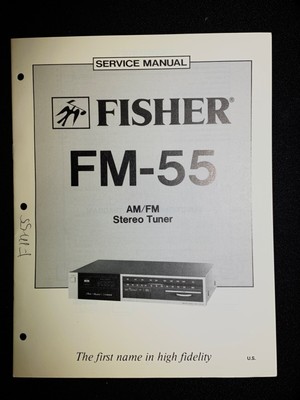 SERVICE MANUAL
FISHER®
FM-55
AM/FM
Stereo Tuner
FM55
The first name in high fidelity
U.S.